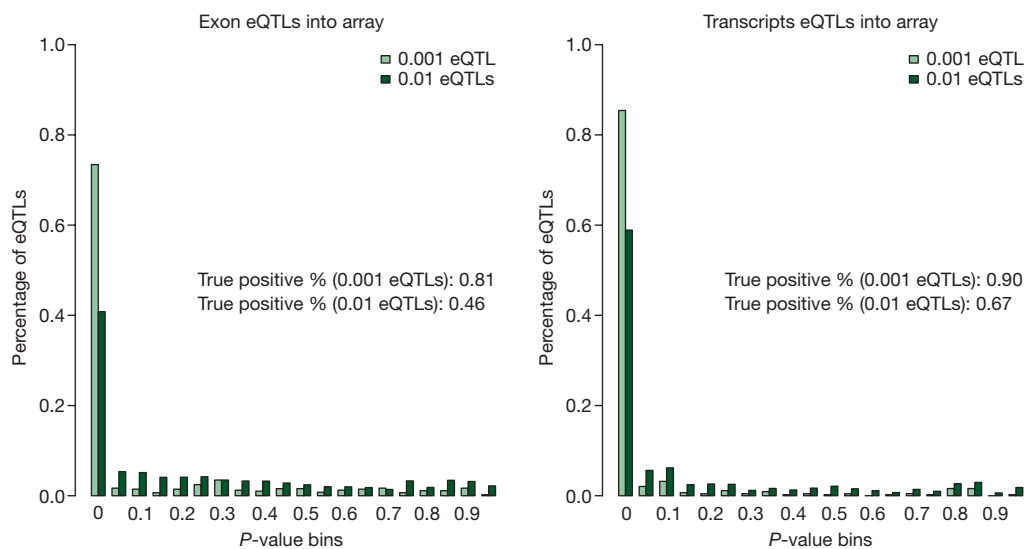 Exon eQTLs into array
1.0
0.8
0.6
0.4
0.2
0.0
Percentage of eQTLs
0.001 eQTL
0.01 eQTLs
True positive % (0.001 eQTLs): 0.81
True positive % (0.01 eQTLs): 0.46
0 0.1 0.2 0.3 0.4 0.5 0.6 0.7 0.8 0.9
P-value bins
Transcripts eQTLs into array
1.0
0.8
0.6
0.4
0.2
0.0
Percentage of eQTLs
0.001 eQTL
0.01 eQTLs
True positive % (0.001 eQTLs): 0.90
True positive % (0.01 eQTLs): 0.67
0 0.1 0.2 0.3 0.4 0.5 0.6 0.7 0.8 0.9
P-value bins